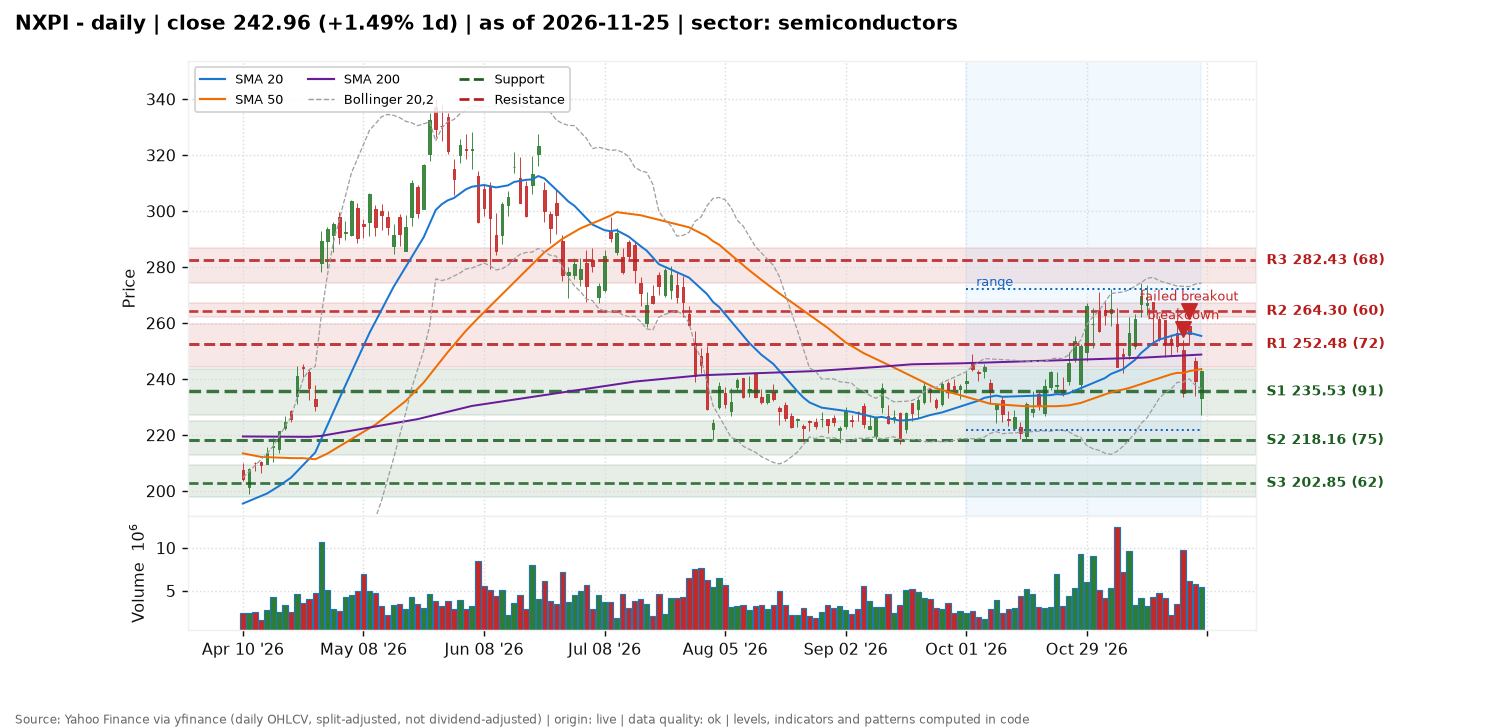 NXPI - daily | close 242.96 (+1.49% 1d) | as of 2026-11-25 | sector: semiconductors
SMA 20
SMA 50
SMA 200
Bollinger 20,2
Support
Resistance
Price
340
320
300
280
260
240
220
200
range
failed breakout
breakdown
R3 282.43 (68)
R2 264.30 (60)
R1 252.48 (72)
S1 235.53 (91)
S2 218.16 (75)
S3 202.85 (62)
Volume 10⁶
10
5
Apr 10 '26
May 08 '26
Jun 08 '26
Jul 08 '26
Aug 05 '26
Sep 02 '26
Oct 01 '26
Oct 29 '26
Source: Yahoo Finance via yfinance (daily OHLCV, split-adjusted, not dividend-adjusted) | origin: live | data quality: ok | levels, indicators and patterns computed in code